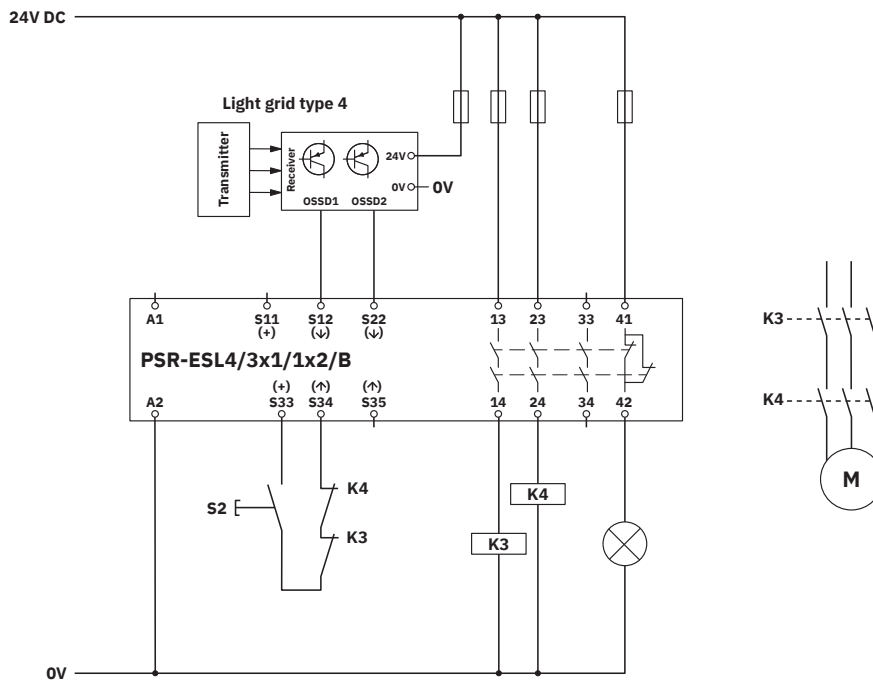 24V DC
Light grid type 4
Transmitter
Receiver
24V
0V 0V
OSSD1 OSSD2
A1 S11 S12 S22 13 23 33 41
(+) (↓) (↓)
PSR-ESL4/3x1/1x2/B
(+) (↑) (↑)
A2 S33 S34 S35 14 24 34 42
K3
K4
M
S2
K4
K3
K4
K3
0V